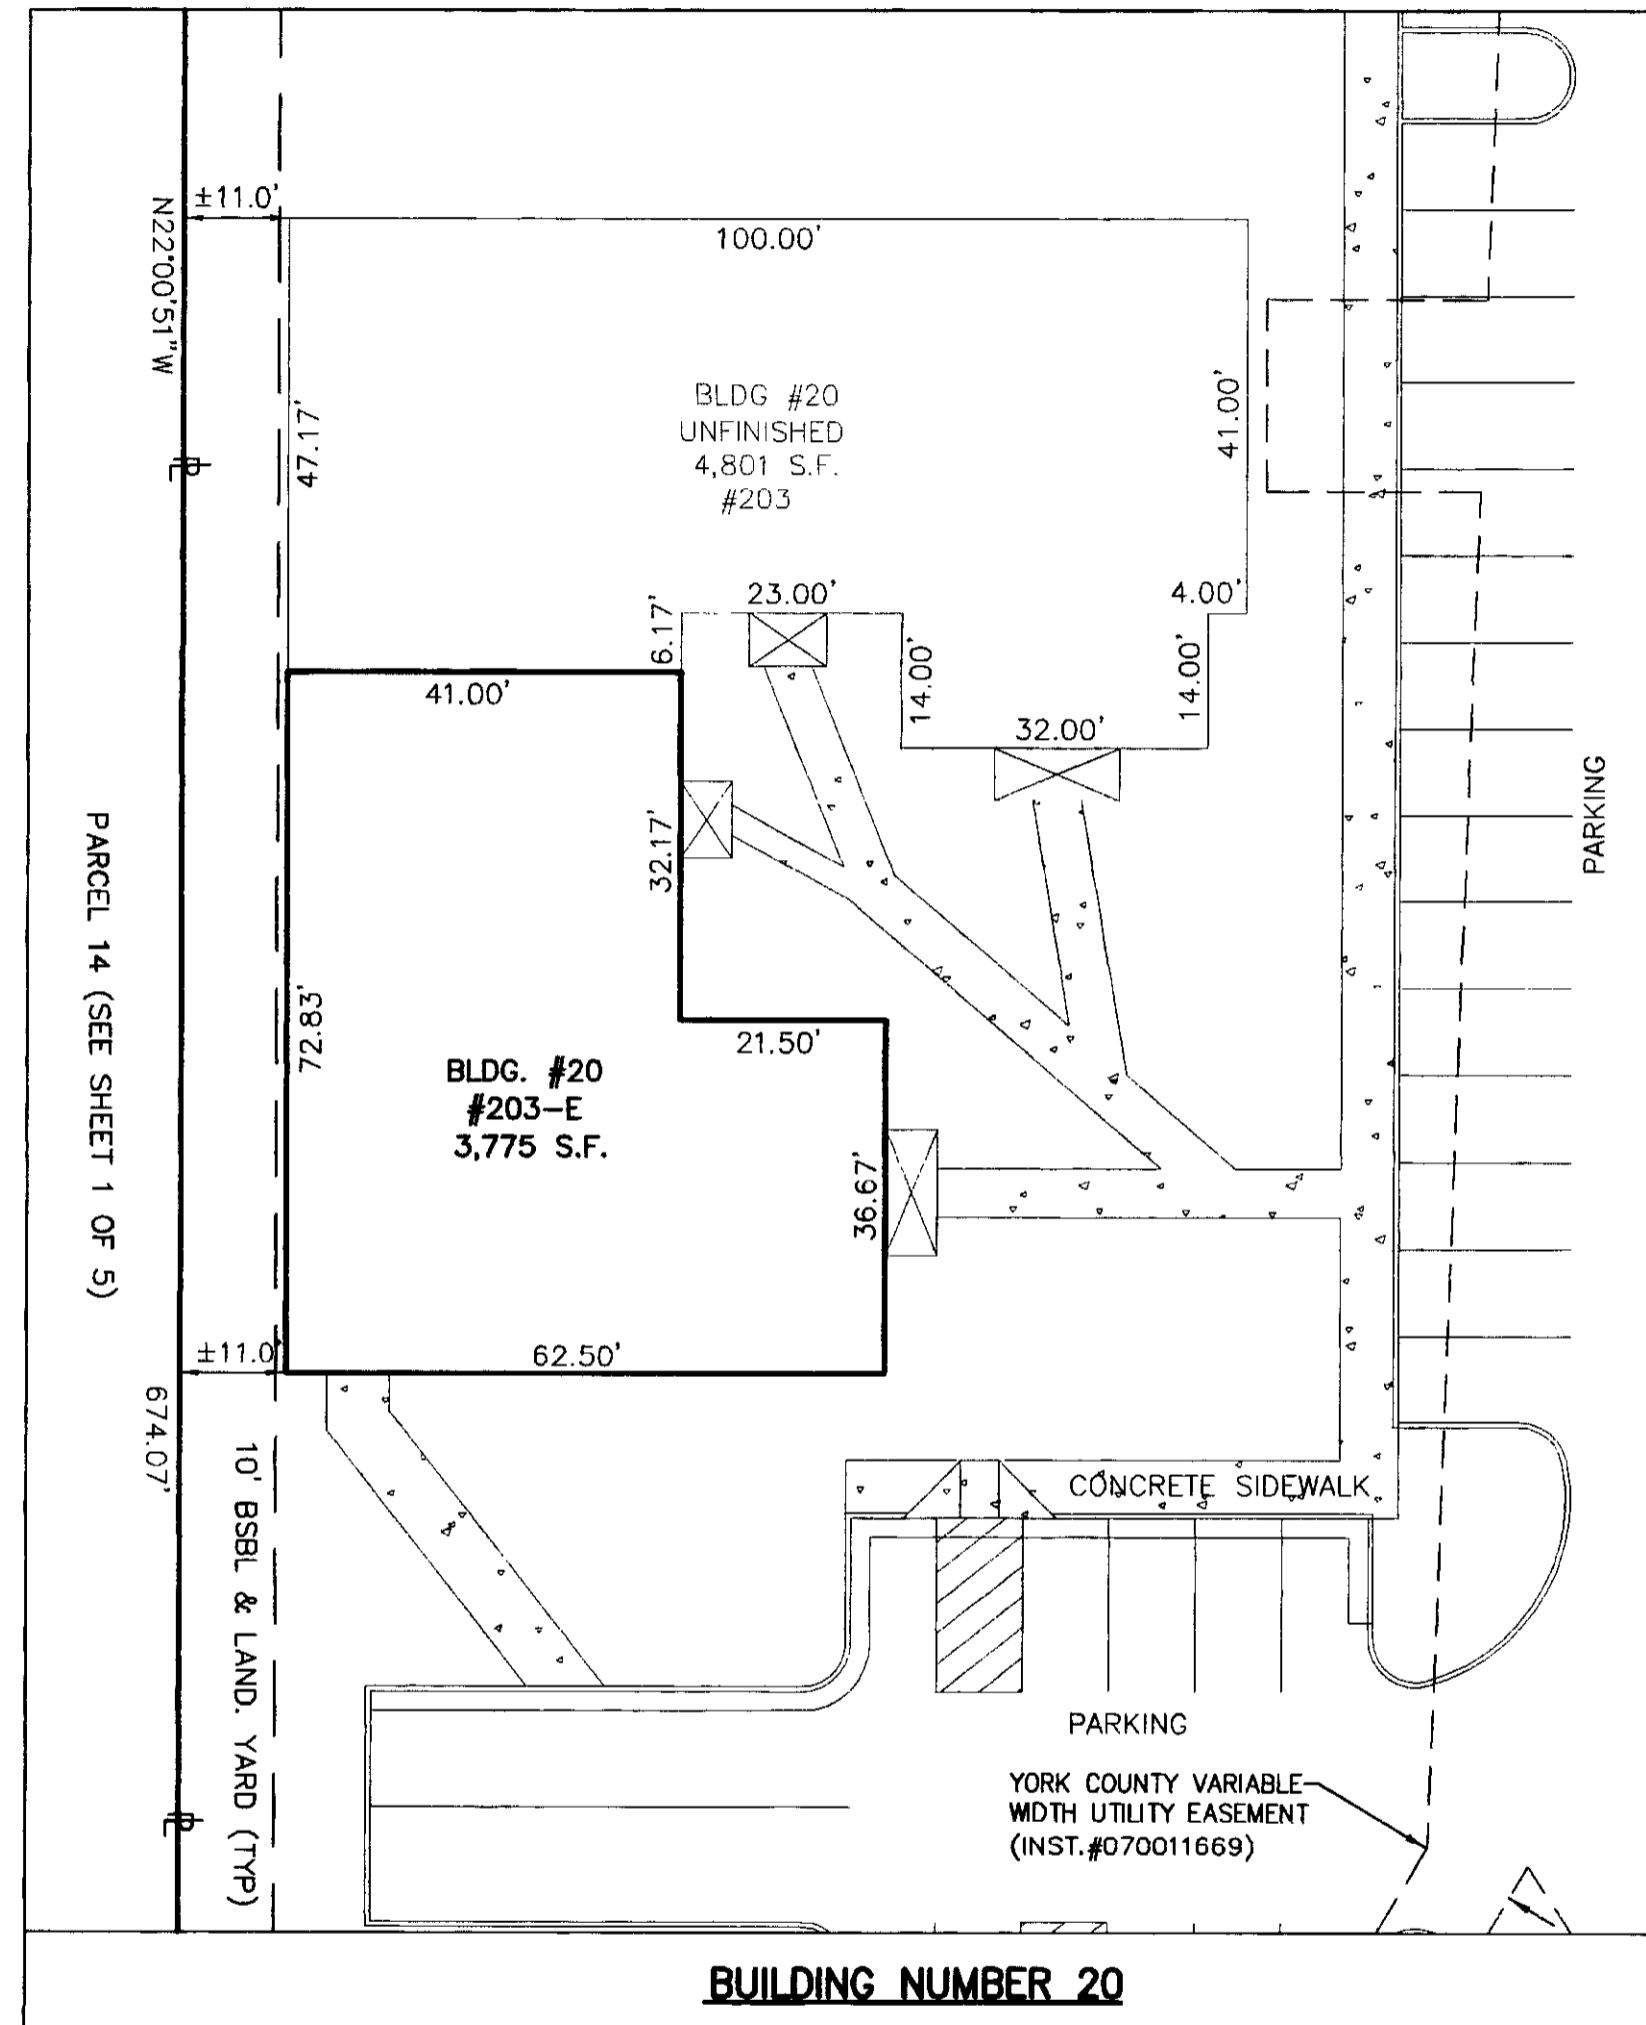 ±11.0'
N22°00'51"W
100.00'
47.17'
BLDG #20
UNFINISHED
4,801 S.F.
#203
41.00'
6.17'
23.00'
4.00'
14.00'
14.00'
32.00'
41.00'
32.17'
PARKING
PARCEL 14 (SEE SHEET 1 OF 5)
72.83'
21.50'
BLDG. #20
#203-E
3,775 S.F.
36.67'
±11.0'
62.50'
674.07'
10' BSBL & LAND. YARD (TYP)
CONCRETE SIDEWALK
PARKING
YORK COUNTY VARIABLE
WIDTH UTILITY EASEMENT
(INST.#070011669)
BUILDING NUMBER 20